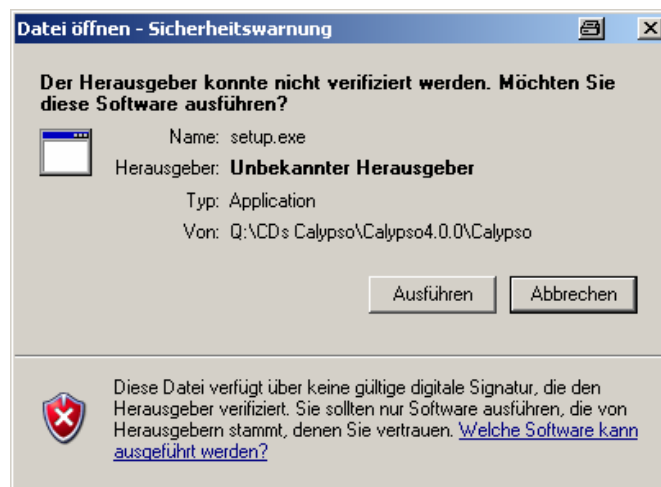 Datei öffnen - Sicherheitswarnung
Der Herausgeber konnte nicht verifiziert werden. Möchten Sie
diese Software ausführen?
Name: setup.exe
Herausgeber: Unbekannter Herausgeber
Typ: Application
Von: Q:\CDs Calypso\Calypso4.0.0\Calypso
Ausführen Abbrechen
Diese Datei verfügt über keine gültige digitale Signatur, die den
Herausgeber verifiziert. Sie sollten nur Software ausführen, die von
Herausgebern stammt, denen Sie vertrauen. Welche Software kann
ausgeführt werden?